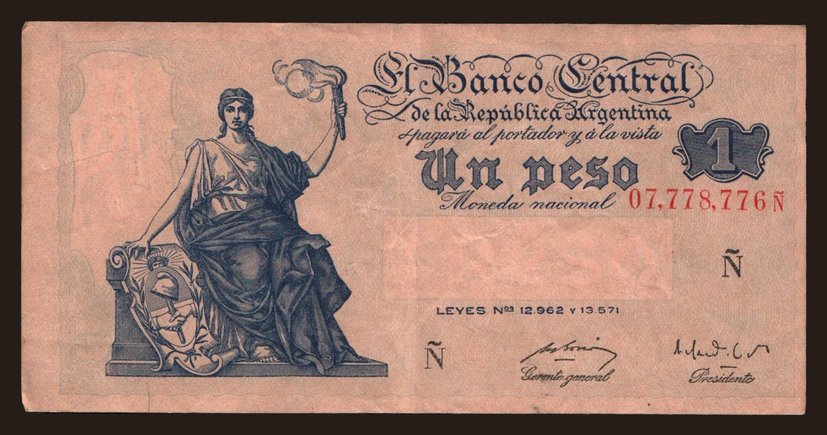 El Banco Central
de la República Argentina
pagará al portador y á la vista
1
Un peso
Moneda nacional
07,778,776 Ñ
Ñ
LEYES Nos 12.962 Y 13.571
Ñ
Gerente general
Presidente